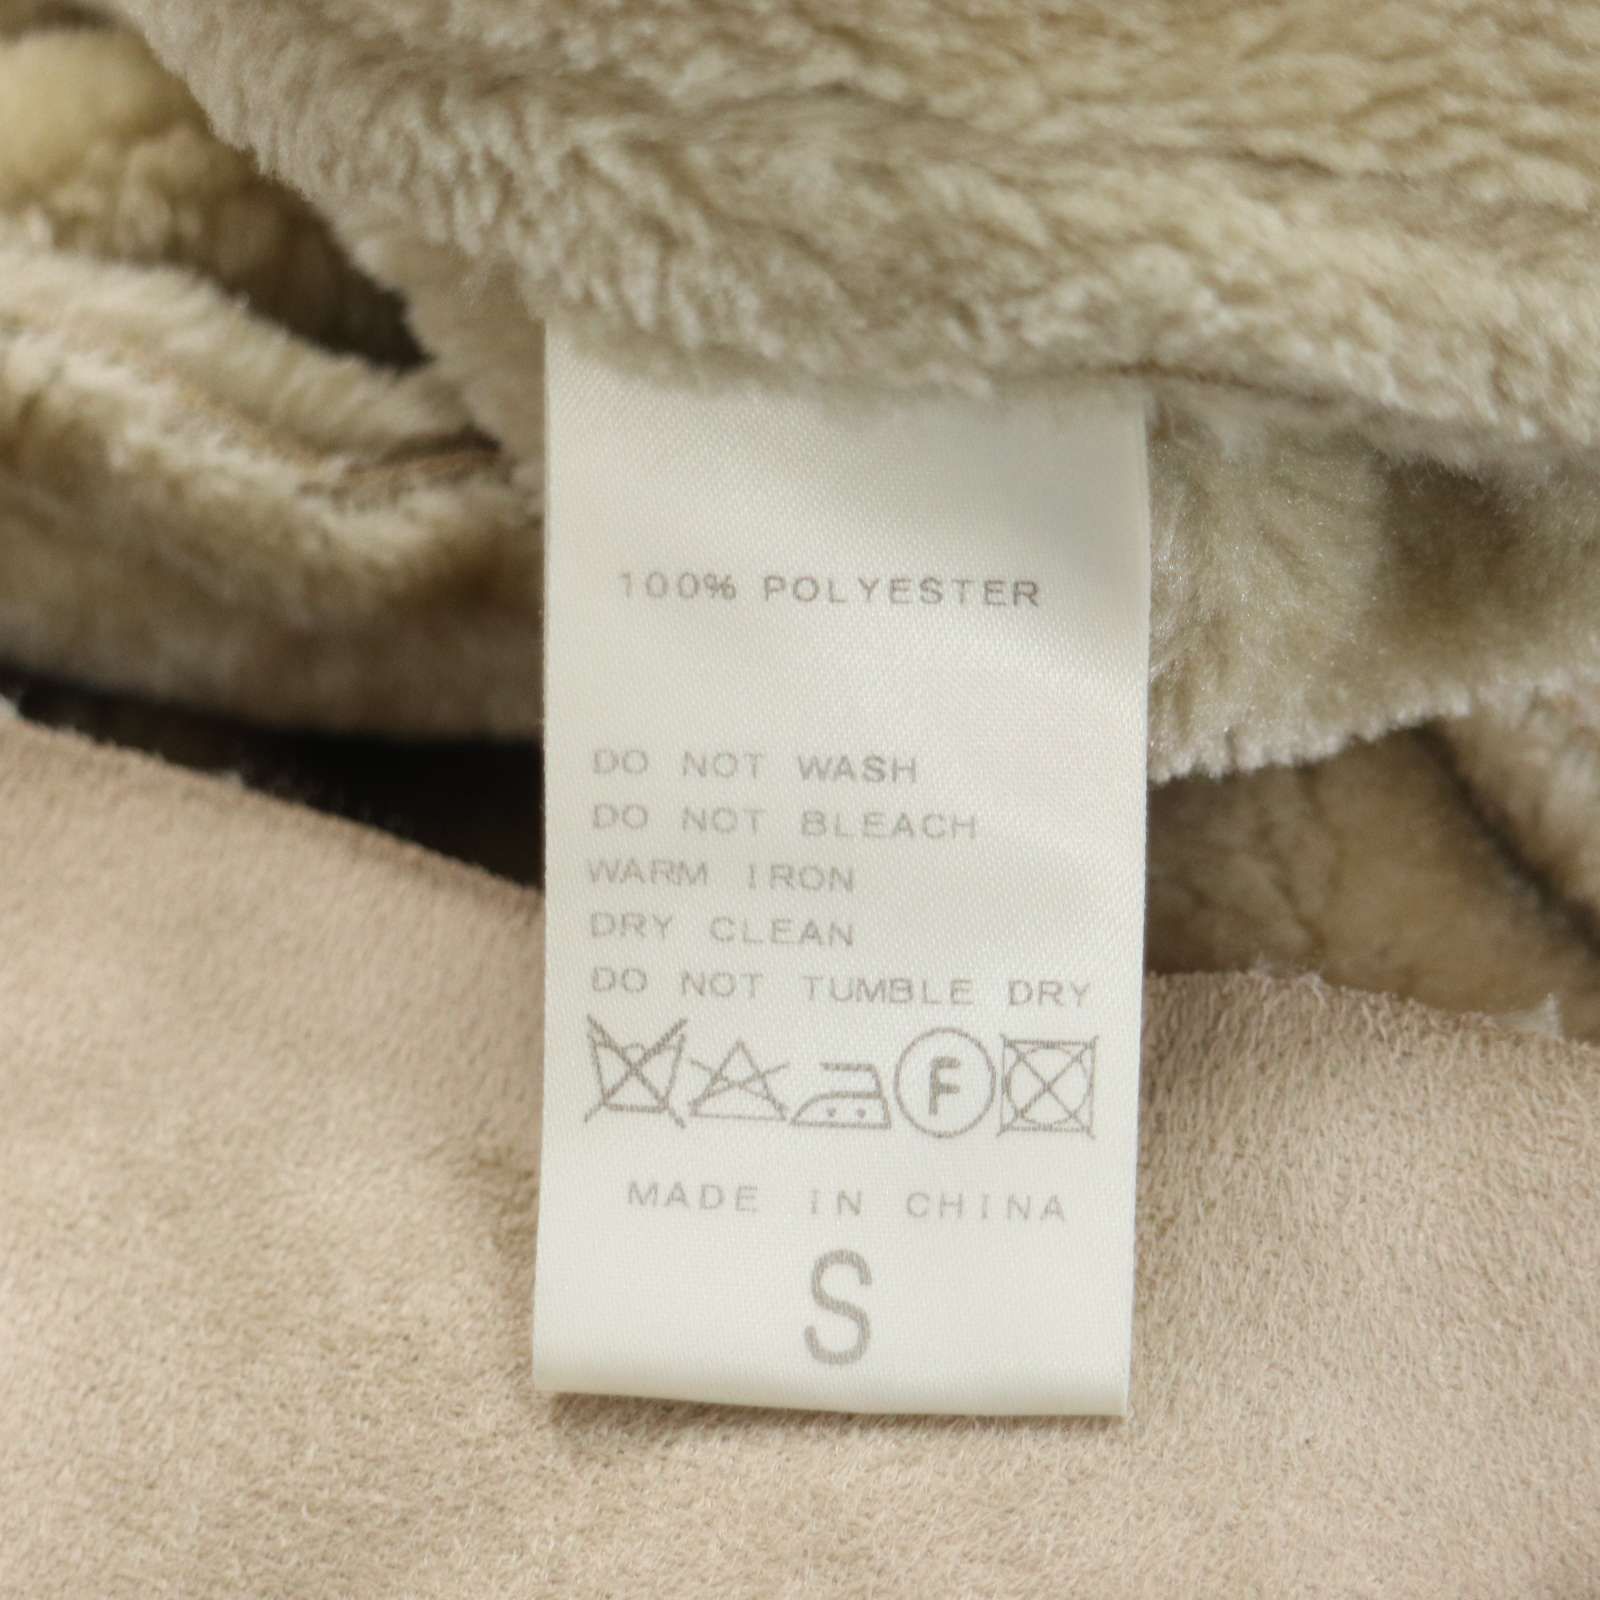 100% POLYESTER
DO NOT WASH
DO NOT BLEACH
WARM IRON
DRY CLEAN
DO NOT TUMBLE DRY
F
MADE IN CHINA
S